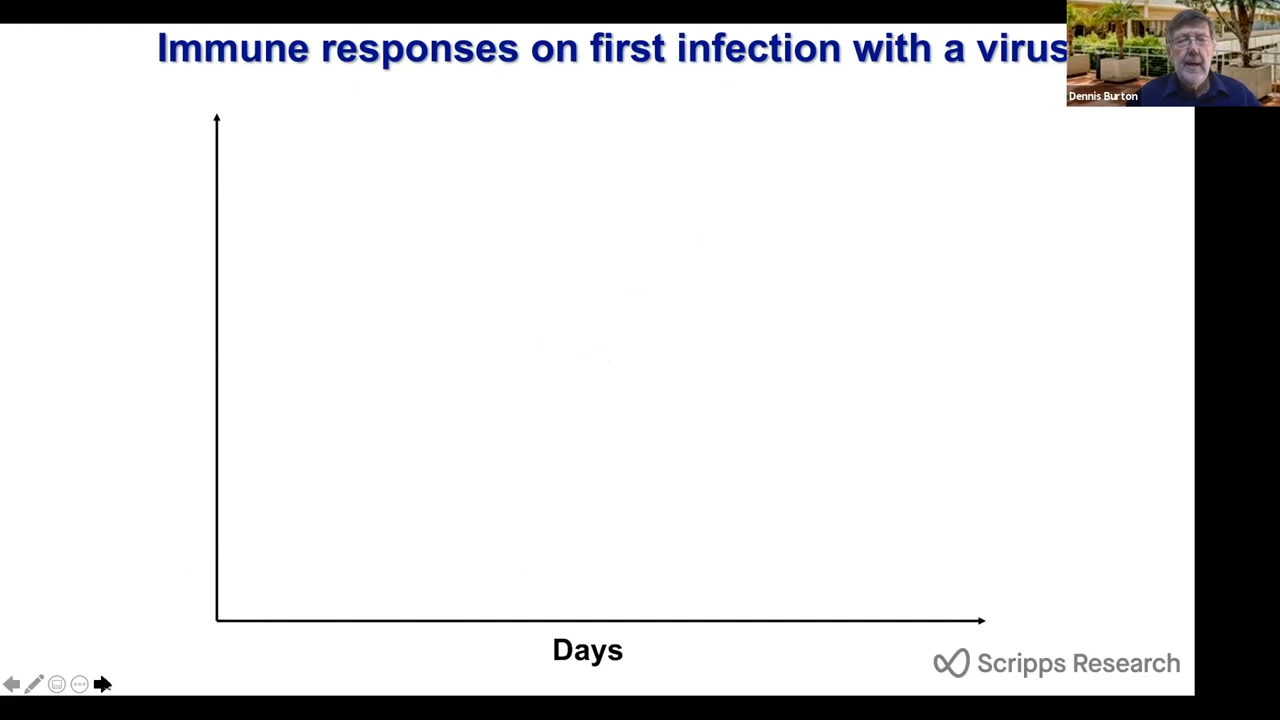 Immune responses on first infection with a virus
Dennis Burton
Days
Scripps Research